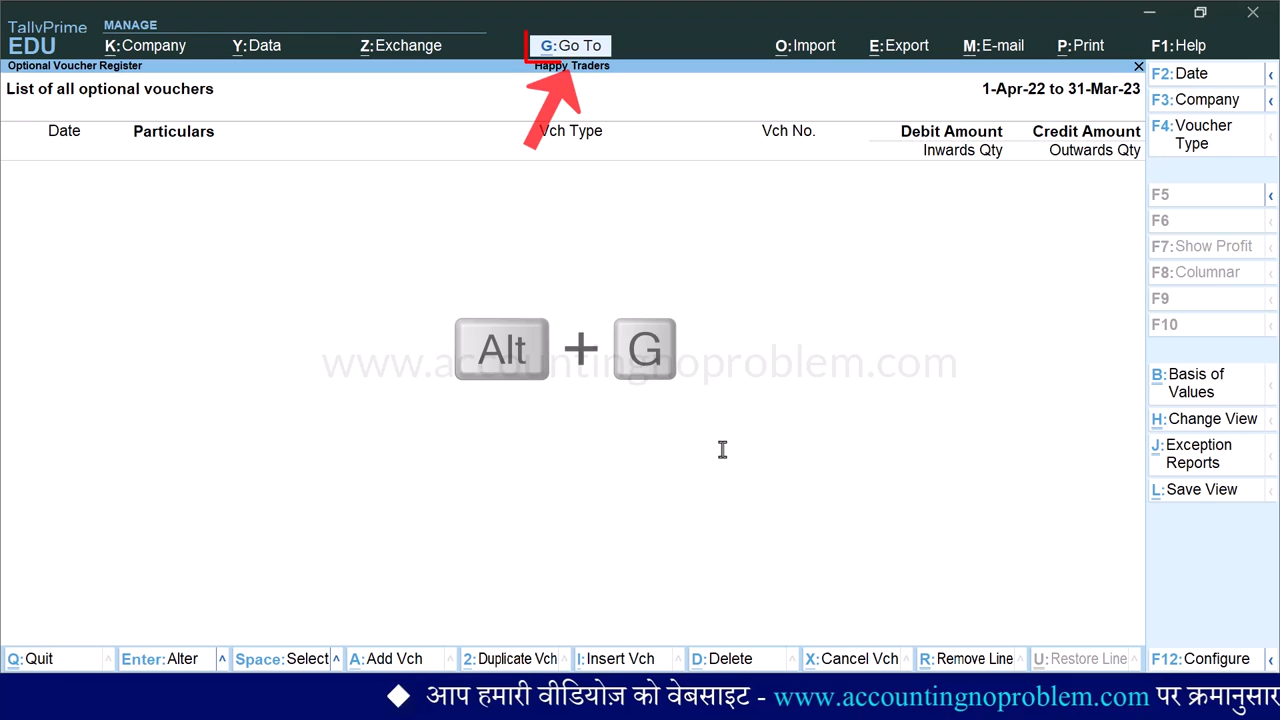 TallyPrime
EDU
MANAGE
K:Company Y:Data Z:Exchange G:Go To O:Import E:Export M:E-mail P:Print F1:Help
Optional Voucher Register Happy Traders
List of all optional vouchers 1-Apr-22 to 31-Mar-23
Date Particulars Vch Type Vch No. Debit Amount Credit Amount
Inwards Qty Outwards Qty
F2:Date
F3:Company
F4:Voucher
Type
F5
F6
F7:Show Profit
F8:Columnar
F9
F10
B:Basis of
Values
H:Change View
J:Exception
Reports
L:Save View
Alt + G
www.accountingnoproblem.com
Q:Quit Enter:Alter Space:Select A:Add Vch 2:Duplicate Vch I:Insert Vch D:Delete X:Cancel Vch R:Remove Line U:Restore Line F12:Configure
आप हमारी वीडियोज़ को वेबसाइट - www.accountingnoproblem.com पर क्रमानुसार